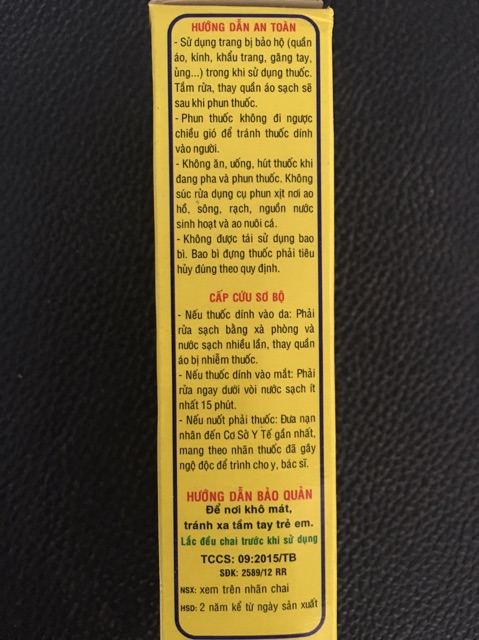 HƯỚNG DẪN AN TOÀN
- Sử dụng trang bị bảo hộ (quần
áo, kính, khẩu trang, găng tay,
ủng...) trong khi sử dụng thuốc.
Tắm rửa, thay quần áo sạch sẽ
sau khi phun thuốc.
- Phun thuốc không đi ngược
chiều gió để tránh thuốc dính
vào người.
- Không ăn, uống, hút thuốc khi
đang pha và phun thuốc. Không
súc rửa dụng cụ phun xịt nơi ao
hồ, sông, rạch, nguồn nước
sinh hoạt và ao nuôi cá.
- Không được tái sử dụng bao
bì. Bao bì đựng thuốc phải tiêu
hủy đúng theo quy định.
CẤP CỨU SƠ BỘ
- Nếu thuốc dính vào da: Phải
rửa sạch bằng xà phòng và
nước sạch nhiều lần, thay quần
áo bị nhiễm thuốc.
- Nếu thuốc dính vào mắt: Phải
rửa ngay dưới vòi nước sạch ít
nhất 15 phút.
- Nếu nuốt phải thuốc: Đưa nạn
nhân đến Cơ Sở Y Tế gần nhất,
mang theo nhãn thuốc đã gây
ngộ độc để trình cho y, bác sĩ.
HƯỚNG DẪN BẢO QUẢN
Để nơi khô mát,
tránh xa tầm tay trẻ em.
Lắc đều chai trước khi sử dụng
TCCS: 09:2015/TB
SĐK: 2589/12 RR
NSX: xem trên nhãn chai
HSD: 2 năm kể từ ngày sản xuất